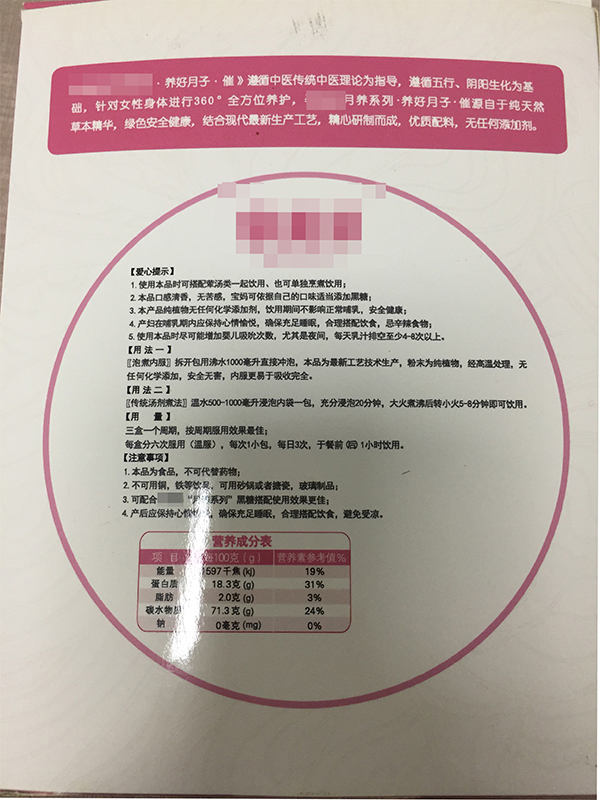 ·养好月子·催》遵循中医传统中医理论为指导,遵循五行、阴阳生化为基
础,针对女性身体进行360°全方位养护,月养系列·养好月子·催源自于纯天然
草本精华,绿色安全健康,结合现代最新生产工艺,精心研制而成,优质配料,无任何添加剂。
【爱心提示】
1. 使用本品时可搭配荤汤类一起饮用、也可单独烹煮饮用;
2. 本品口感清香,无苦感,宝妈可依据自己的口味适当添加黑糖;
3. 本产品纯植物无任何化学添加剂,饮用期间不影响正常哺乳,安全健康;
4. 产妇在哺乳期内应保持心情愉悦,确保充足睡眠,合理搭配饮食,忌辛辣食物;
5. 使用本品时尽可能增加婴儿吸吮次数,尤其是夜间,每天乳汁排空至少4-8次以上。
【用法一】
〖泡煮内服〗拆开包用沸水1000毫升直接冲泡,本品为最新工艺技术生产,粉末为纯植物,经高温处理,无
任何化学添加,安全无害,内服更易于吸收完全。
【用法二】
〖传统汤剂煮法〗温水500-1000毫升浸泡内袋一包,充分浸泡20分钟,大火煮沸后转小火5-8分钟即可饮用。
【用 量】
三盒一个周期,按周期服用效果最佳;
每盒分六次服用(温服),每次1小包,每日3次,于餐前(后)1小时饮用。
【注意事项】
1. 本品为食品,不可代替药物;
2. 不可用铜,铁等饮品,可用砂锅或者搪瓷,玻璃制品;
3. 可配合“月养系列”黑糖搭配使用效果更佳;
4. 产后应保持心情愉悦,确保充足睡眠,合理搭配饮食,避免受凉。
营养成分表
项目 每100克(g) 营养素参考值%
能量 1597千焦(kj) 19%
蛋白质 18.3克(g) 31%
脂肪 2.0克(g) 3%
碳水物质 71.3克(g) 24%
钠 0毫克(mg) 0%